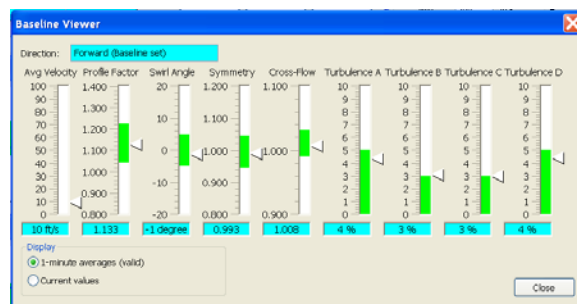 Baseline Viewer
Direction: Forward (Baseline set)
Avg Velocity Profile Factor Swirl Angle Symmetry Cross-Flow Turbulence A Turbulence B Turbulence C Turbulence D
100 1.400 20 1.200 1.100 10 10 10 10
90 9 9 9 9
80 1.300 8 8 8 8
70 10 1.100 7 7 7 7
60 1.200 6 6 6 6
50 0 1.000 1.000 5 5 5 5
40 1.100 4 4 4 4
30 1.000 -10 0.900 3 3 3 3
20 2 2 2 2
10 0.900 1 1 1 1
0 0.800 -20 0.800 0.900 0 0 0 0
10 ft/s 1.133 -1 degree 0.993 1.008 4 % 3 % 3 % 4 %
Display
1-minute averages (valid)
Current values
Close